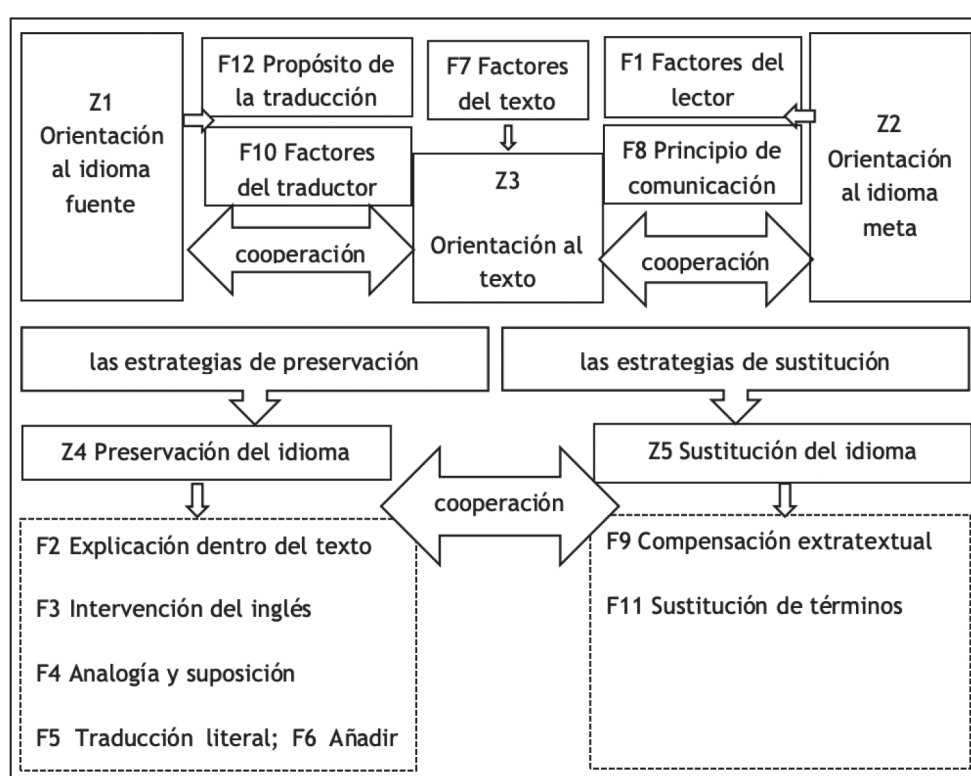 Z1
Orientación
al idioma
fuente
F12 Propósito de
la traducción
F10 Factores
del traductor
cooperación
F7 Factores
del texto
Z3
Orientación al
texto
F1 Factores del
lector
F8 Principio de
comunicación
cooperación
Z2
Orientación
al idioma
meta
las estrategias de preservación
las estrategias de sustitución
Z4 Preservación del idioma
Z5 Sustitución del idioma
cooperación
F2 Explicación dentro del texto
F3 Intervención del inglés
F4 Analogía y suposición
F5 Traducción literal; F6 Añadir
F9 Compensación extratextual
F11 Sustitución de términos